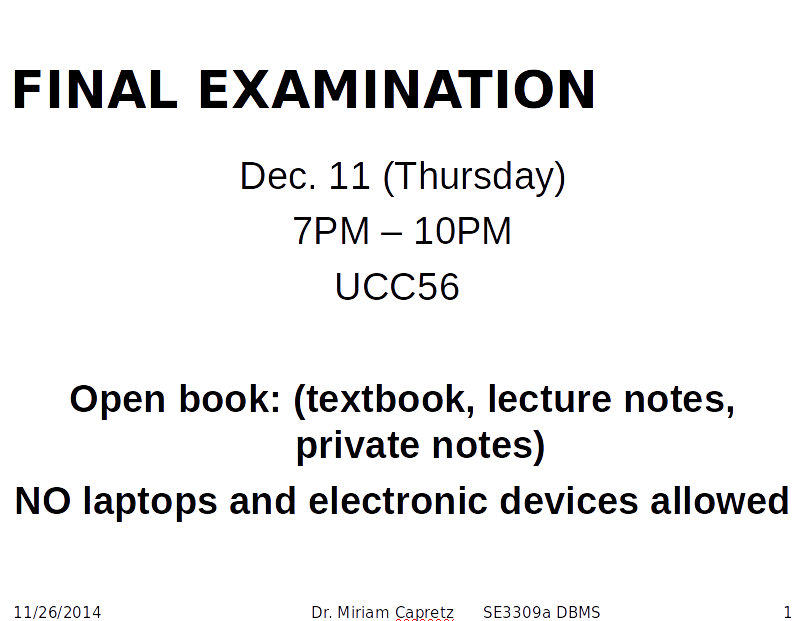 FINAL EXAMINATION
Dec. 11 (Thursday)
7PM – 10PM
UCC56
Open book: (textbook, lecture notes,
private notes)
NO laptops and electronic devices allowed
11/26/2014 Dr. Miriam Capretz SE3309a DBMS 1